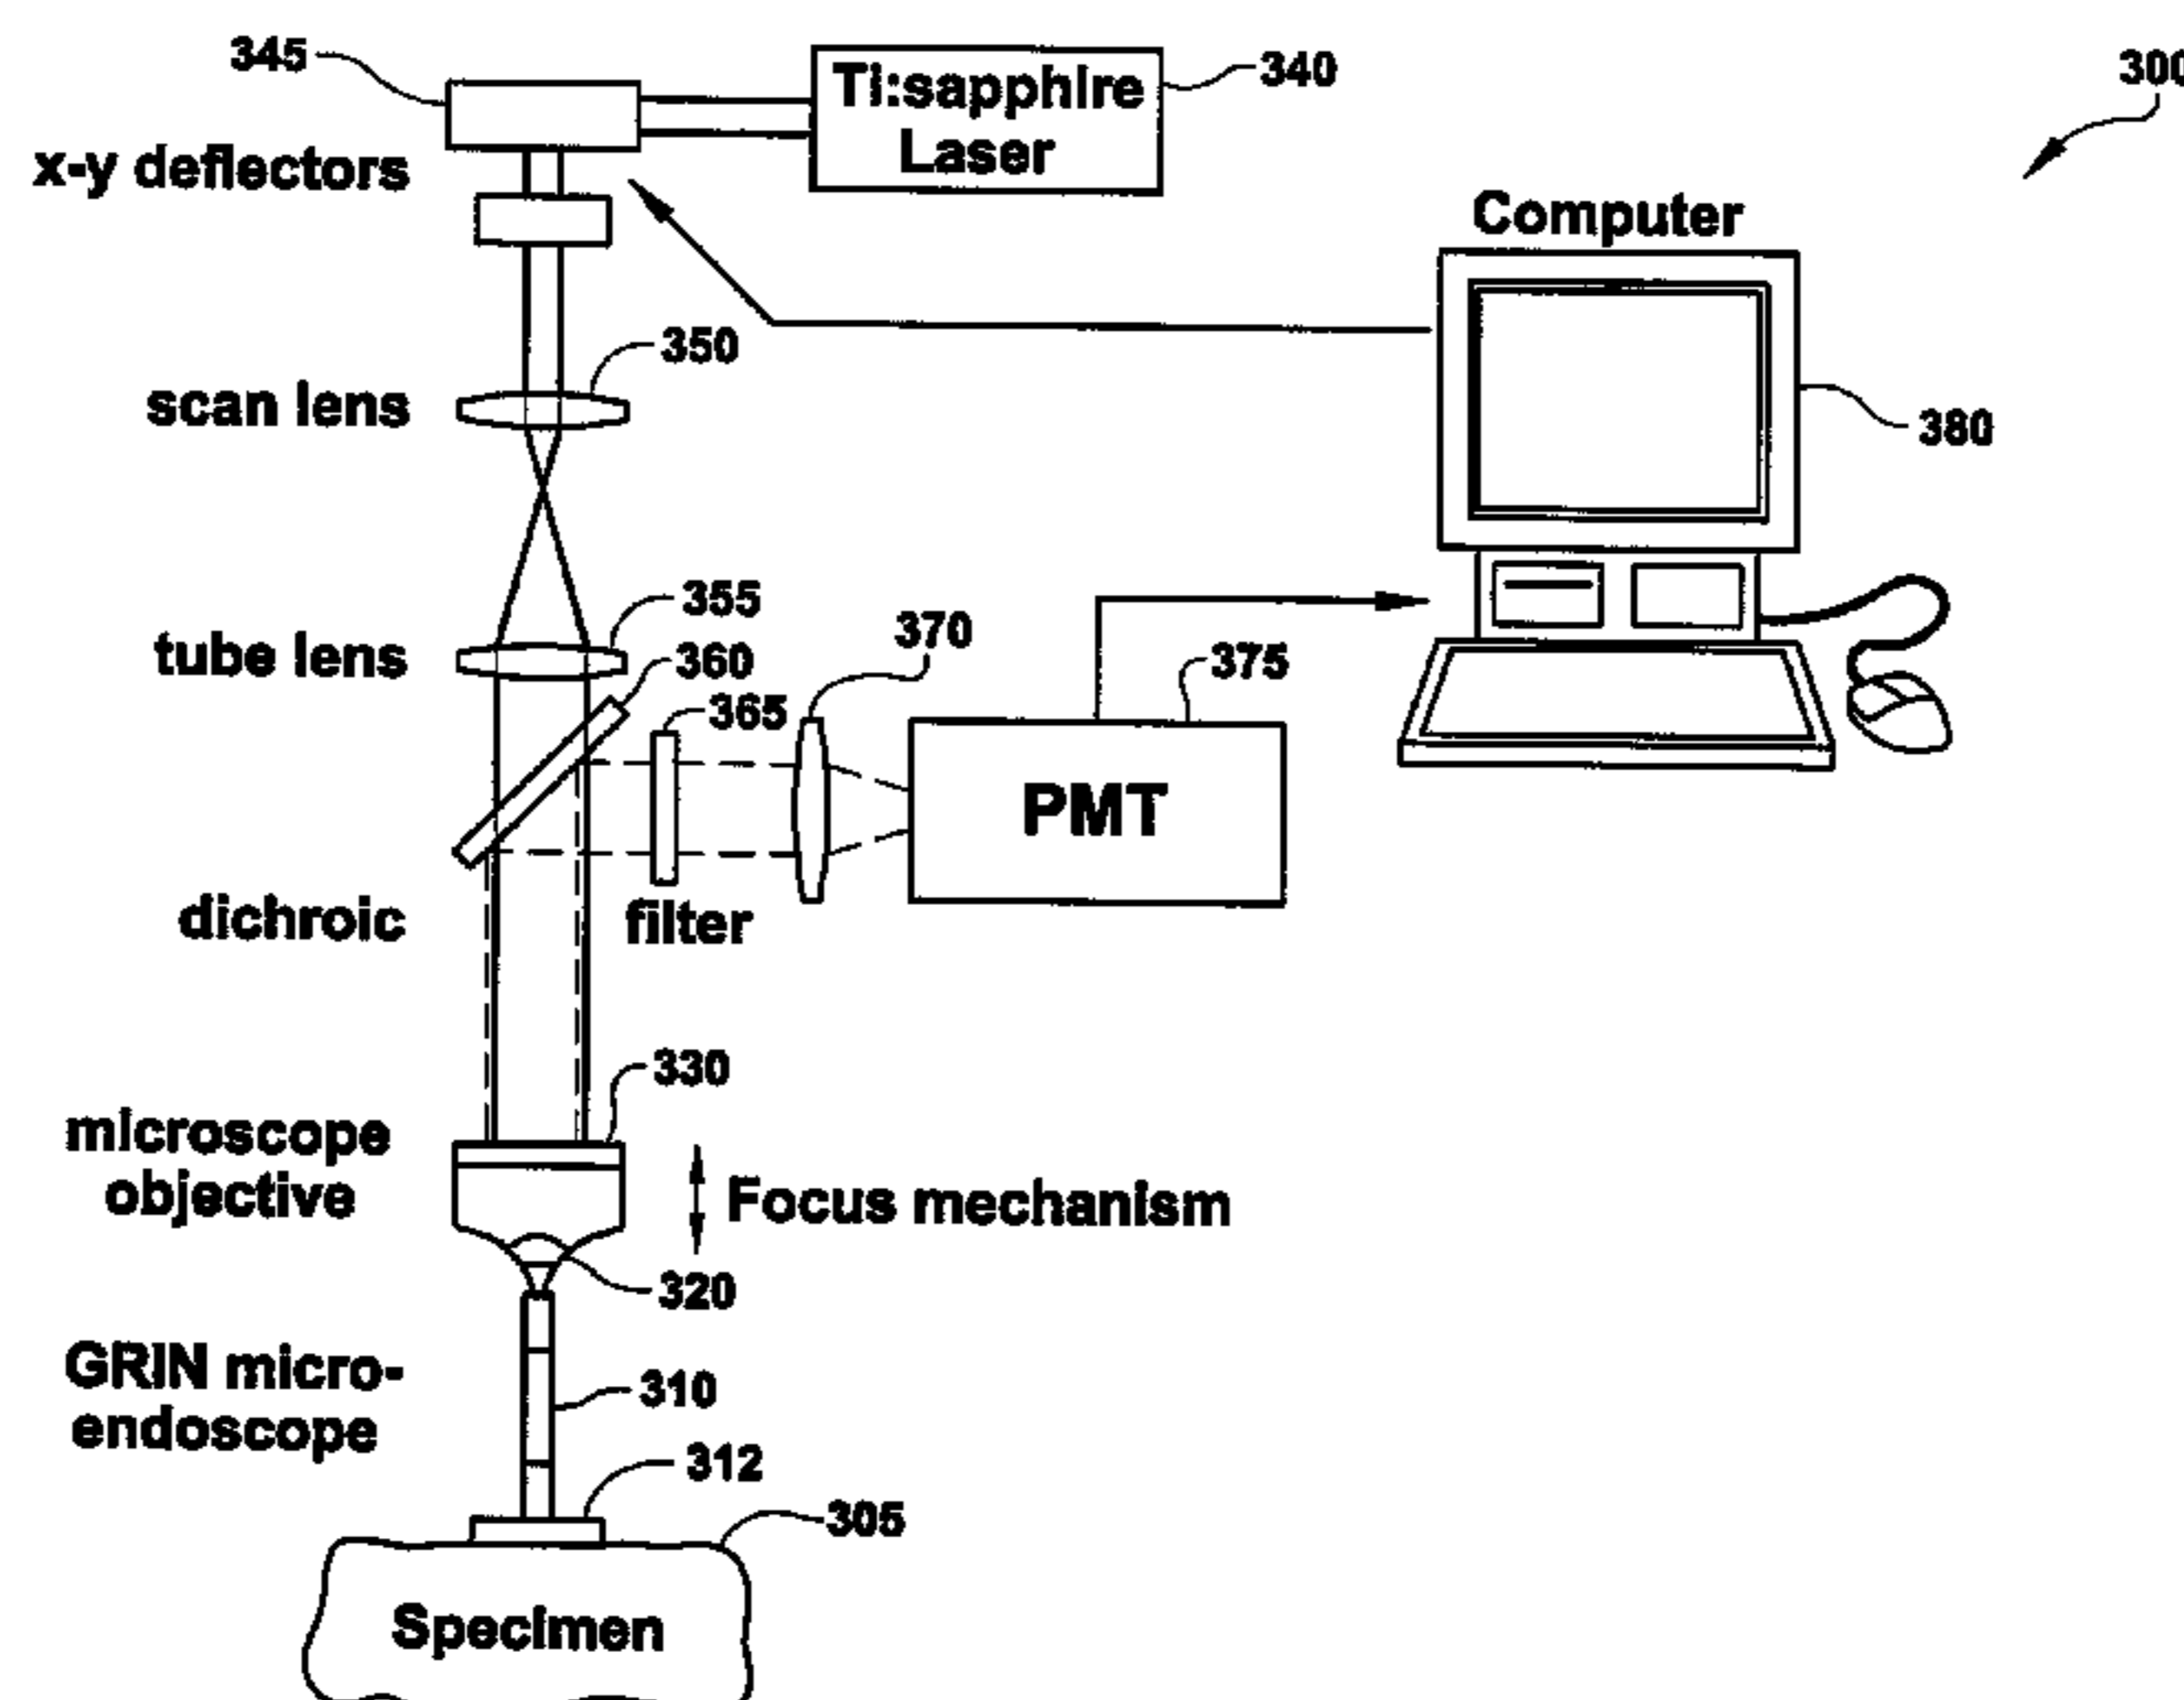 345
Ti:sapphire
Laser
340
300
x-y deflectors
Computer
350
scan lens
380
355
tube lens
360
370
375
365
PMT
dichroic
filter
330
microscope
objective
Focus mechanism
320
GRIN micro-
endoscope
310
312
305
Specimen